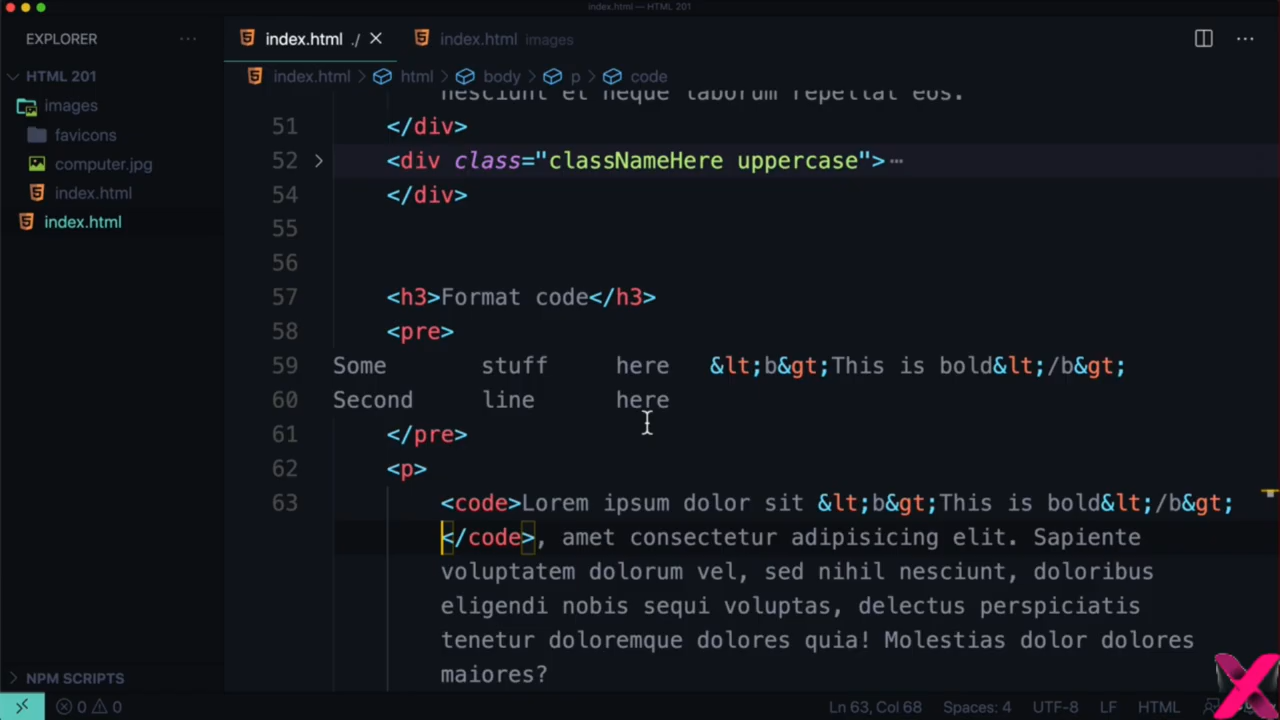 index.html — HTML 201
EXPLORER ...
index.html ./
index.html images
HTML 201
index.html > html > body > p > code
images
favicons
computer.jpg
index.html
index.html
nesciunt et neque laborum repellat eos.
51 </div>
52 <div class="classNameHere uppercase"> ...
54 </div>
55
56
57 <h3>Format code</h3>
58 <pre>
59 Some stuff here &lt;b&gt;This is bold&lt;/b&gt;
60 Second line here
61 </pre>
62 <p>
63 <code>Lorem ipsum dolor sit &lt;b&gt;This is bold&lt;/b&gt;
</code>, amet consectetur adipisicing elit. Sapiente
voluptatem dolorum vel, sed nihil nesciunt, doloribus
eligendi nobis sequi voluptas, delectus perspiciatis
tenetur doloremque dolores quia! Molestias dolor dolores
maiores?
NPM SCRIPTS
0 0
Ln 63, Col 68 Spaces: 4 UTF-8 LF HTML
X